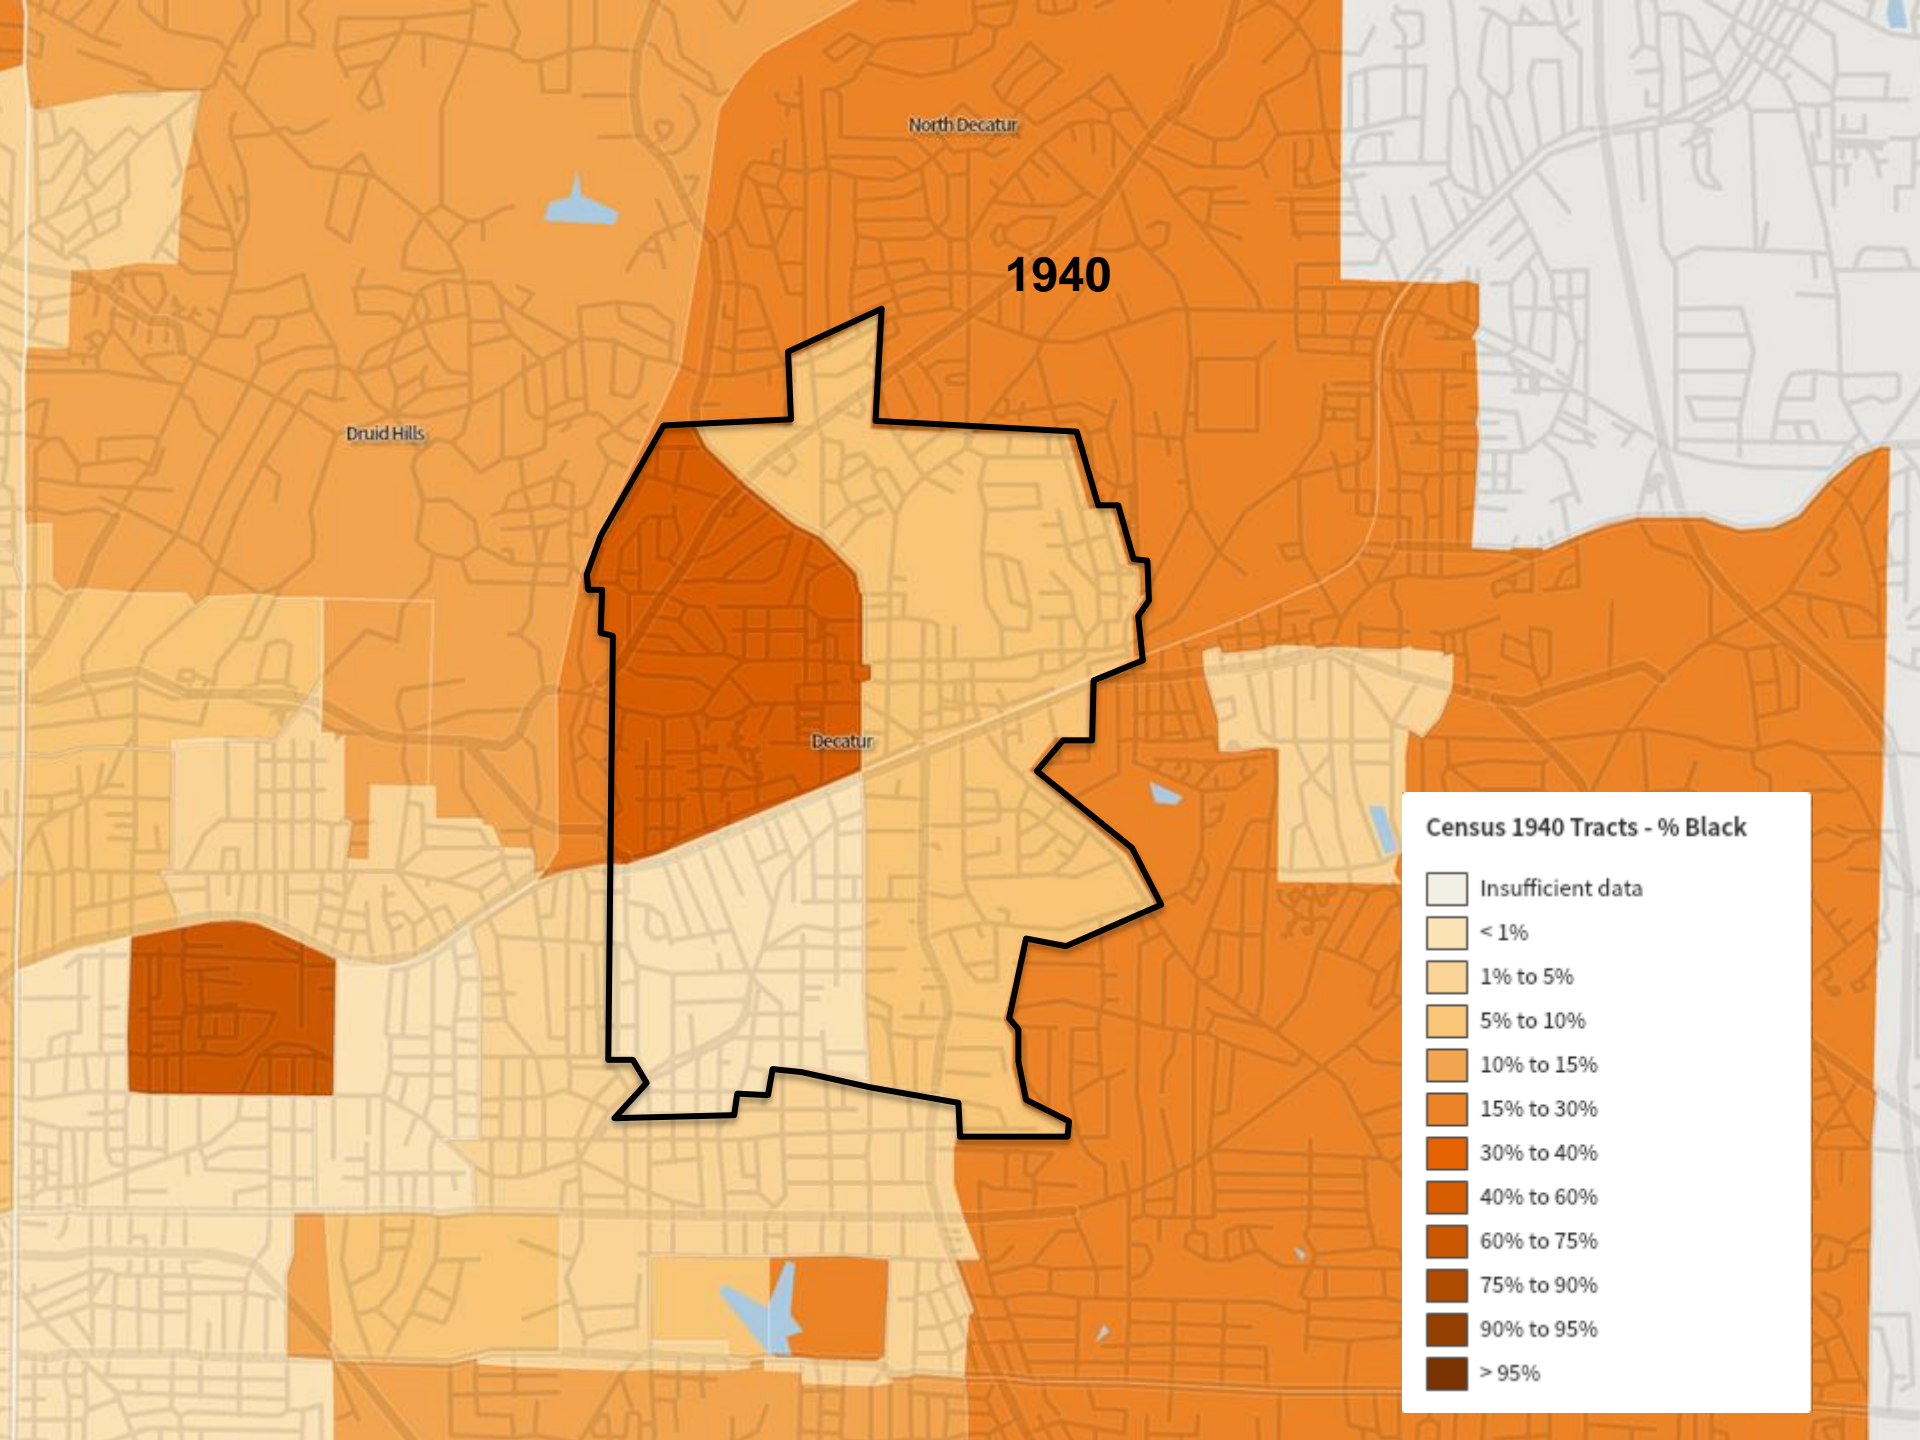 North Decatur
1940
Druid Hills
Decatur
Census 1940 Tracts - % Black
Insufficient data
< 1%
1% to 5%
5% to 10%
10% to 15%
15% to 30%
30% to 40%
40% to 60%
60% to 75%
75% to 90%
90% to 95%
> 95%